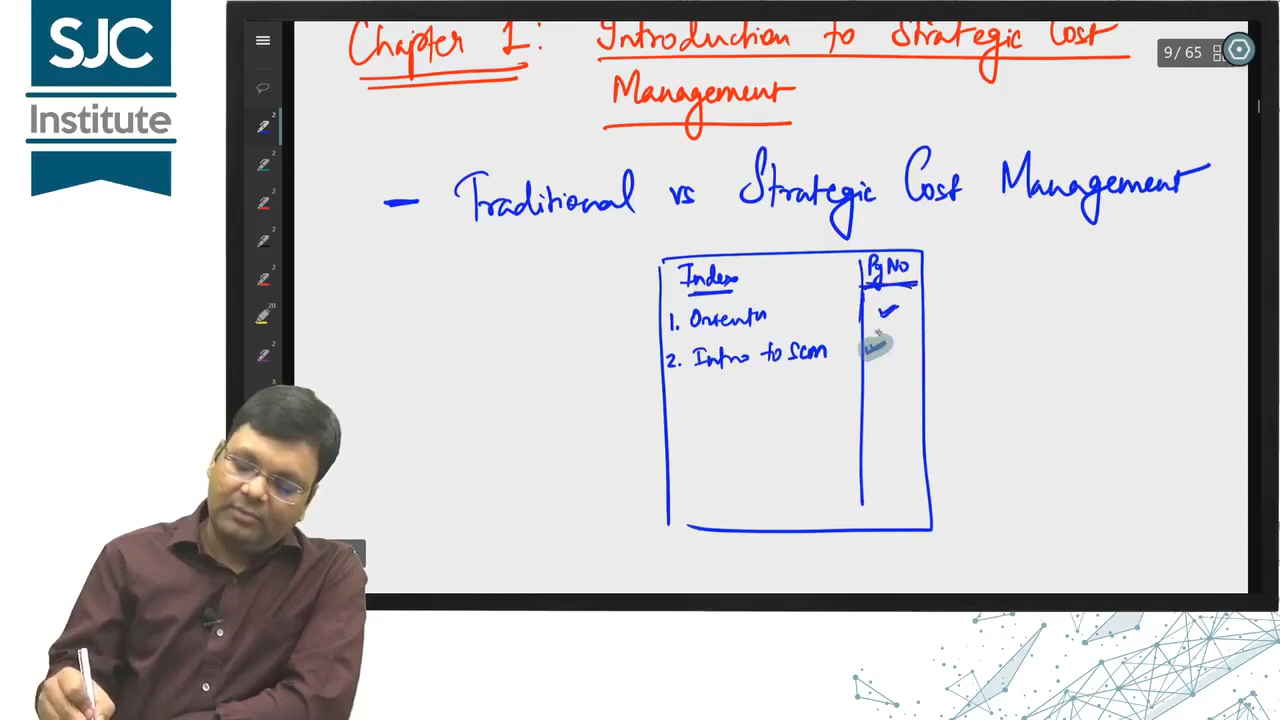 SJC
Institute
Chapter 1: Introduction to Strategic Cost
Management
9 / 65
- Traditional vs Strategic Cost Management
Index Pg No
1. Orientn ✓
2. Intro to SCM